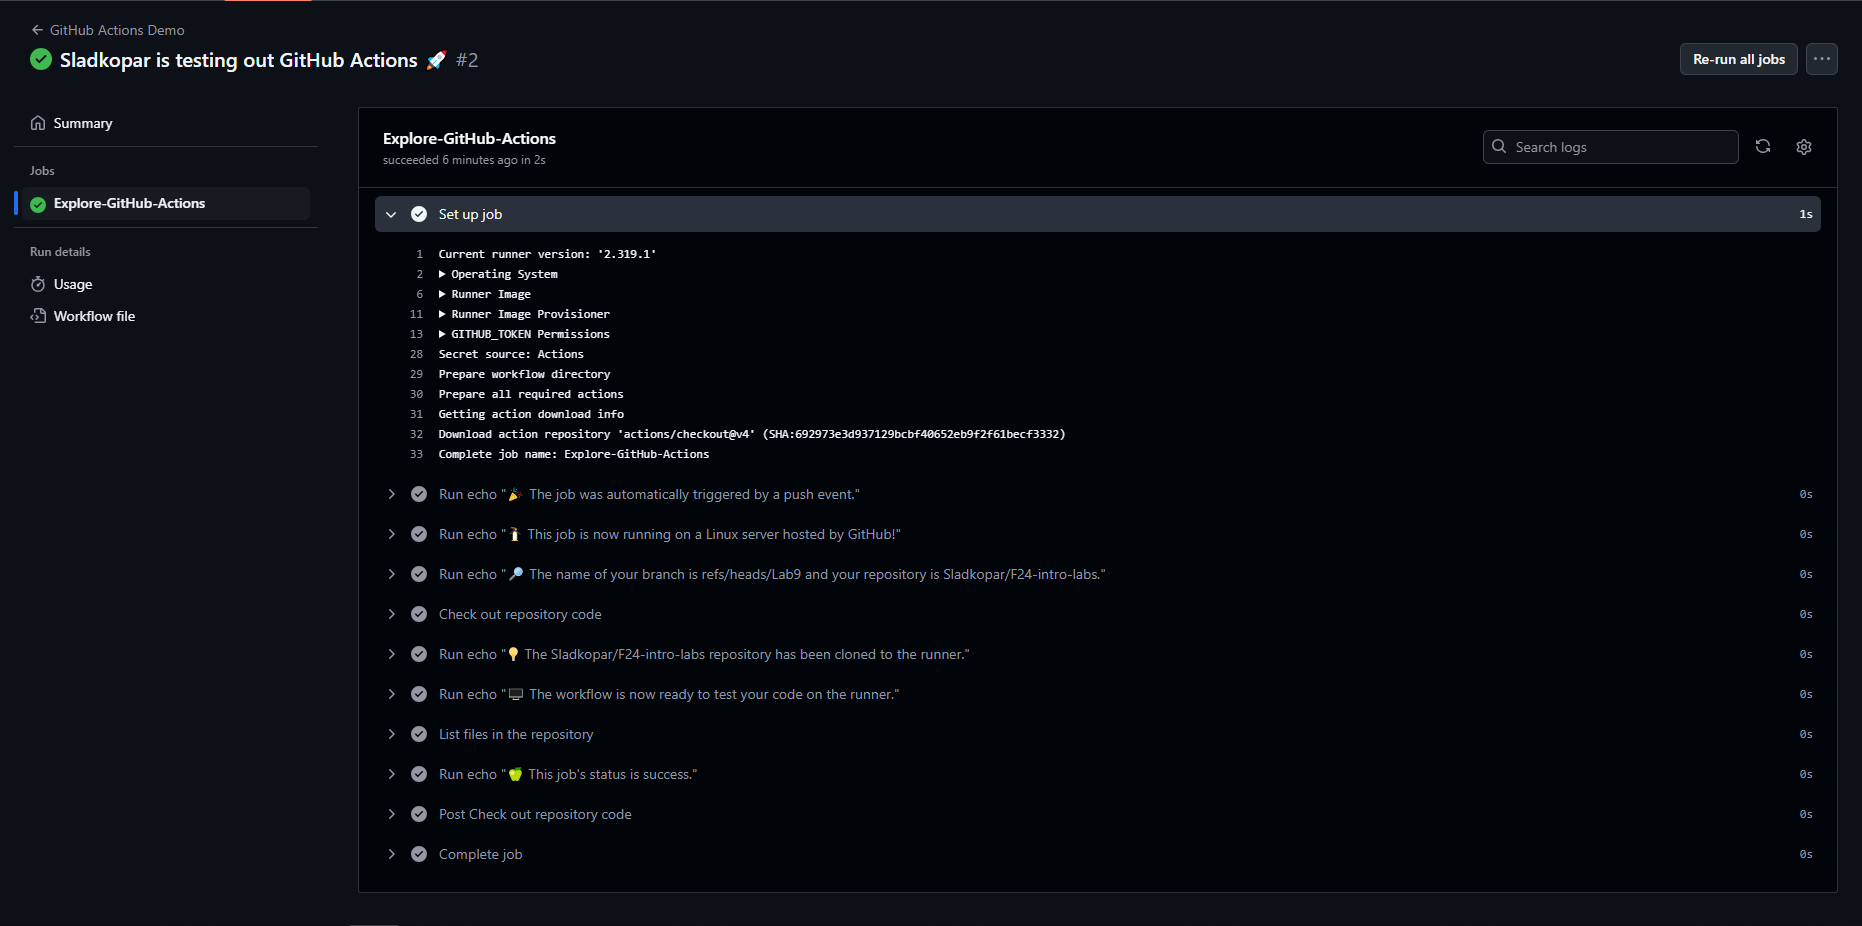 ← GitHub Actions Demo
Sladkopar is testing out GitHub Actions 🚀 #2
Re-run all jobs
Summary
Jobs
Explore-GitHub-Actions
Run details
Usage
Workflow file
Explore-GitHub-Actions
succeeded 6 minutes ago in 2s
Search logs
Set up job 1s
1 Current runner version: '2.319.1'
2 ▶ Operating System
6 ▶ Runner Image
11 ▶ Runner Image Provisioner
13 ▶ GITHUB_TOKEN Permissions
28 Secret source: Actions
29 Prepare workflow directory
30 Prepare all required actions
31 Getting action download info
32 Download action repository 'actions/checkout@v4' (SHA:692973e3d937129bcbf40652eb9f2f61becf3332)
33 Complete job name: Explore-GitHub-Actions
Run echo "🎉 The job was automatically triggered by a push event." 0s
Run echo "🐧 This job is now running on a Linux server hosted by GitHub!" 0s
Run echo "🔎 The name of your branch is refs/heads/Lab9 and your repository is Sladkopar/F24-intro-labs." 0s
Check out repository code 0s
Run echo "💡 The Sladkopar/F24-intro-labs repository has been cloned to the runner." 0s
Run echo "🖥️ The workflow is now ready to test your code on the runner." 0s
List files in the repository 0s
Run echo "🍏 This job's status is success." 0s
Post Check out repository code 0s
Complete job 0s